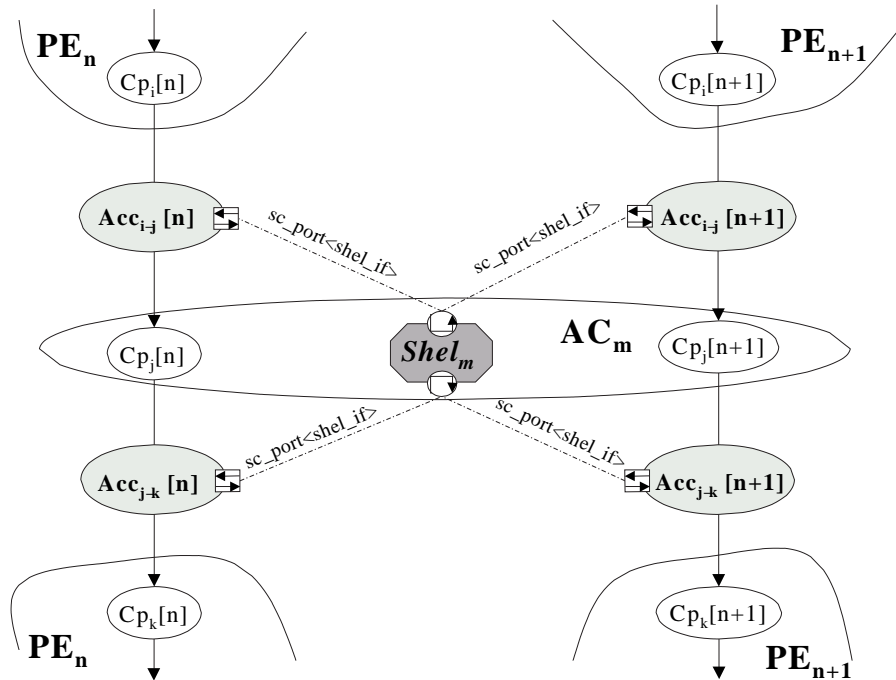 PEn
PEn+1
Cpi[n]
Cpi[n+1]
Acci-j [n]
Acci-j [n+1]
sc_port<shel_if>
sc_port<shel_if>
Cpj[n]
Shelm
ACm
Cpj[n+1]
sc_port<shel_if>
sc_port<shel_if>
Accj-k [n]
Accj-k [n+1]
Cpk[n]
Cpk[n+1]
PEn
PEn+1